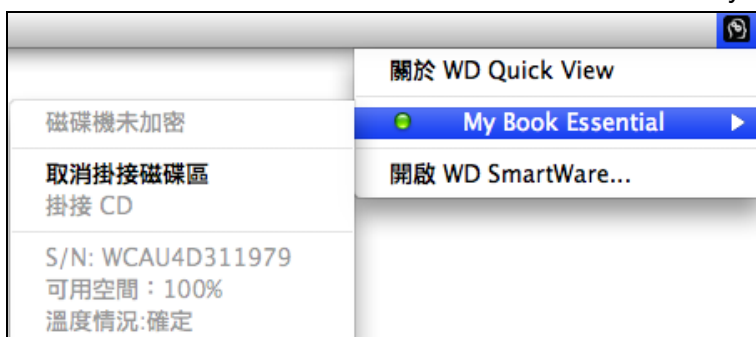 關於 WD Quick View
My Book Essential
開啟 WD SmartWare...
磁碟機未加密
取消掛接磁碟區
掛接 CD
S/N: WCAU4D311979
可用空間：100%
溫度情況:確定